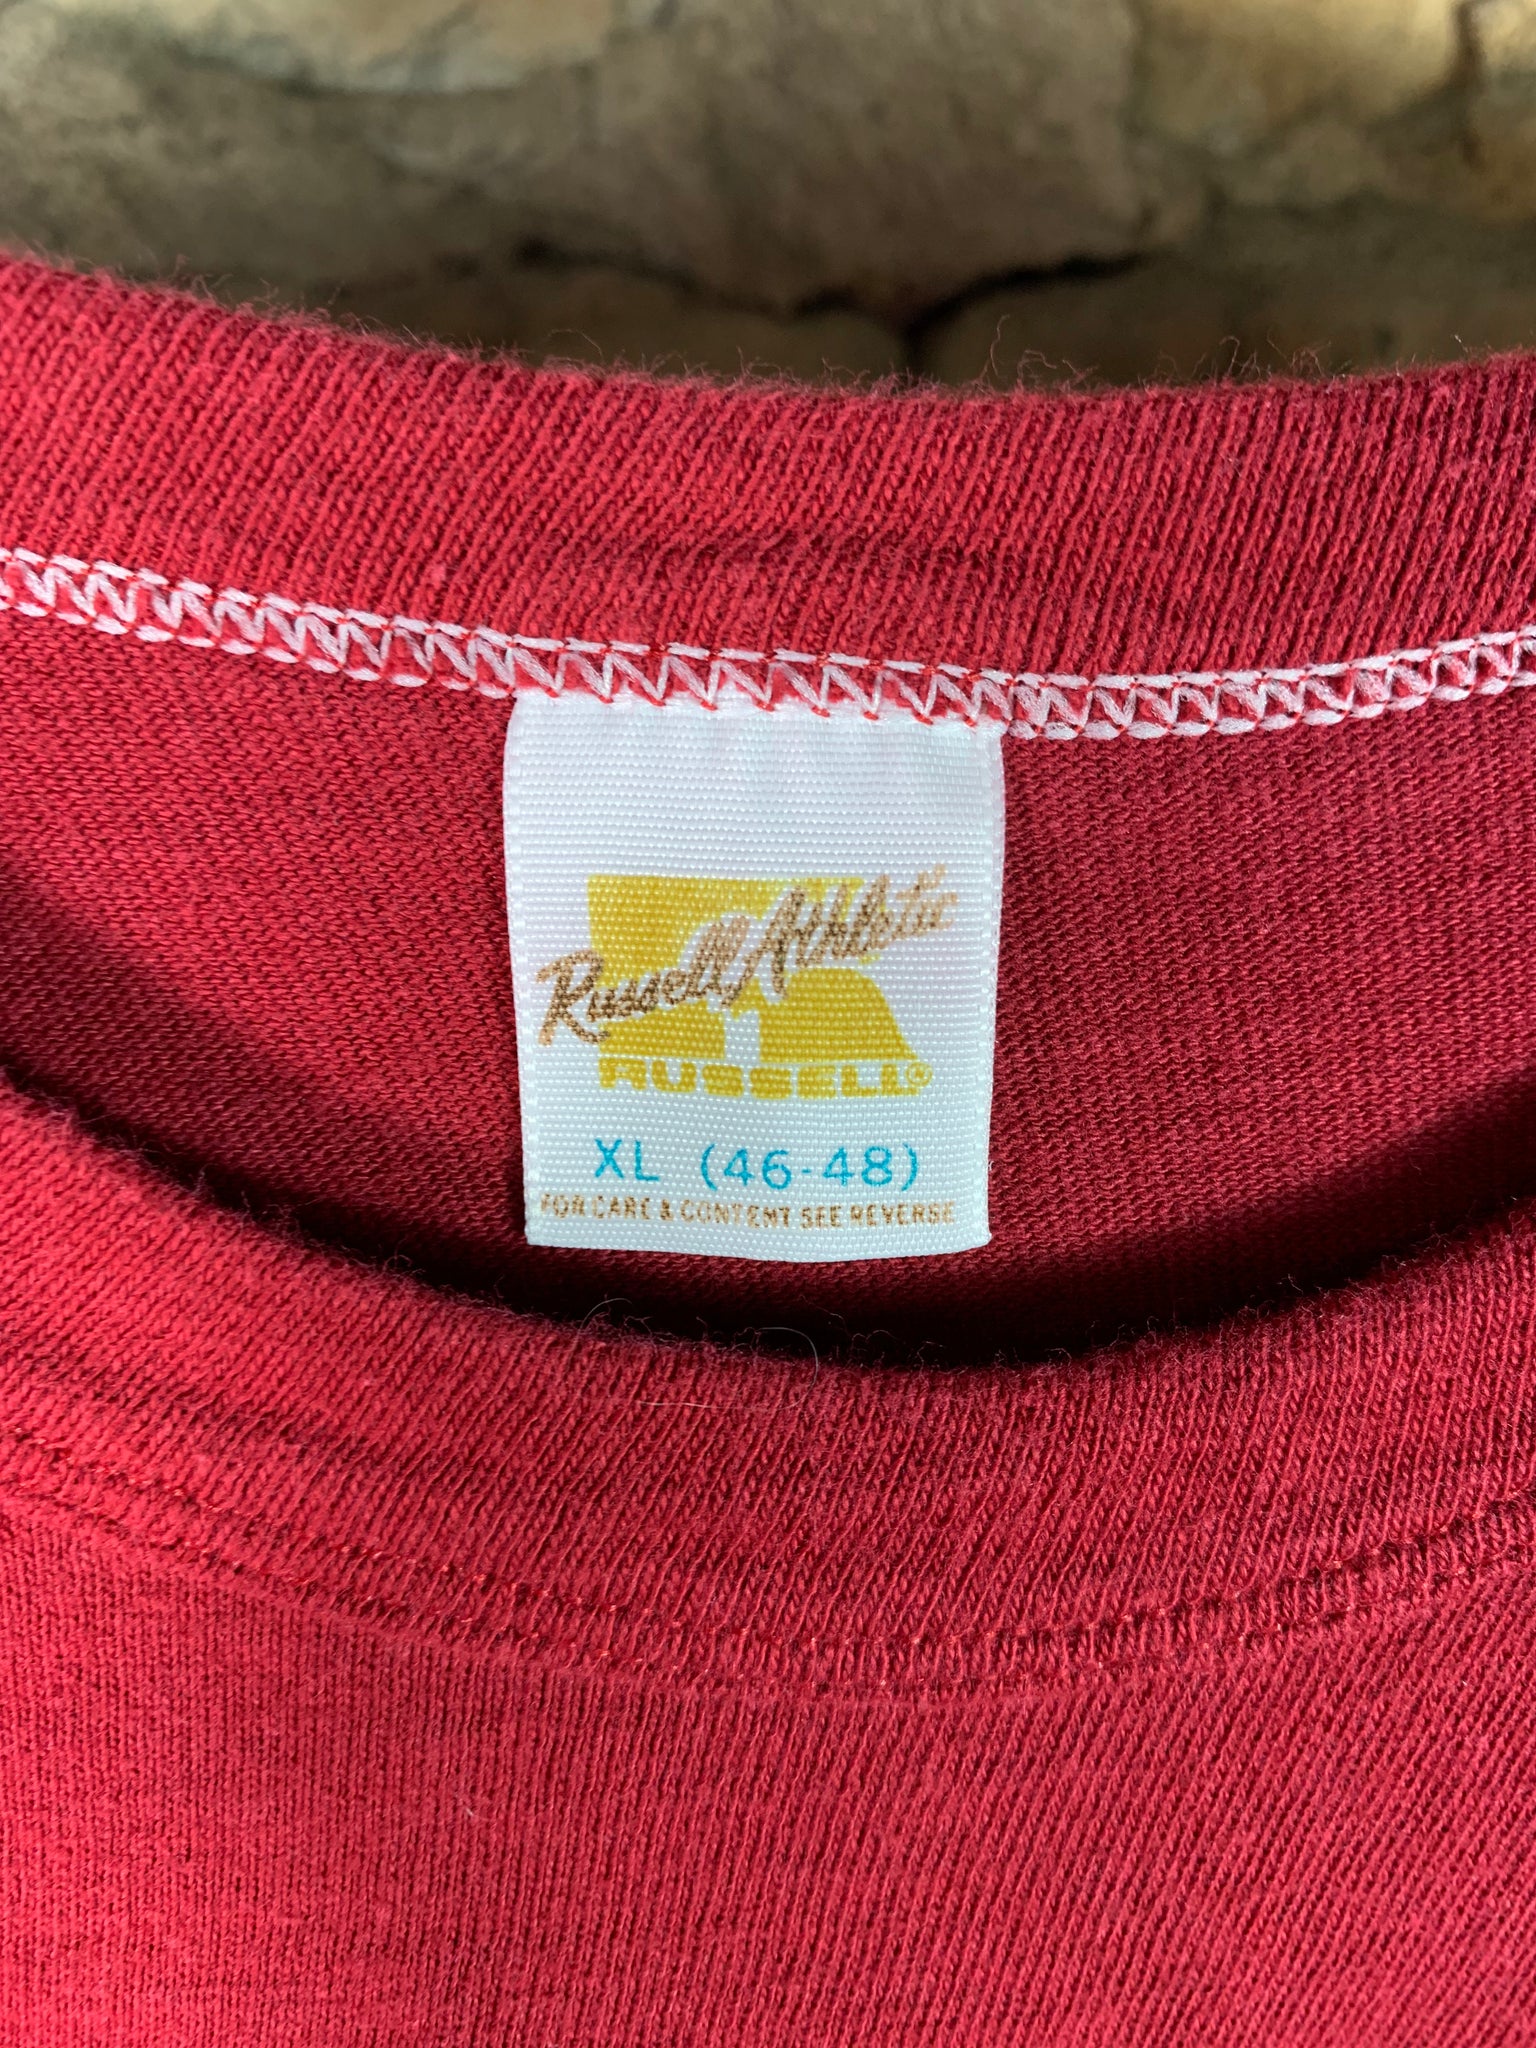 Russell Athletic
RUSSELL®
XL (46-48)
FOR CARE & CONTENT SEE REVERSE